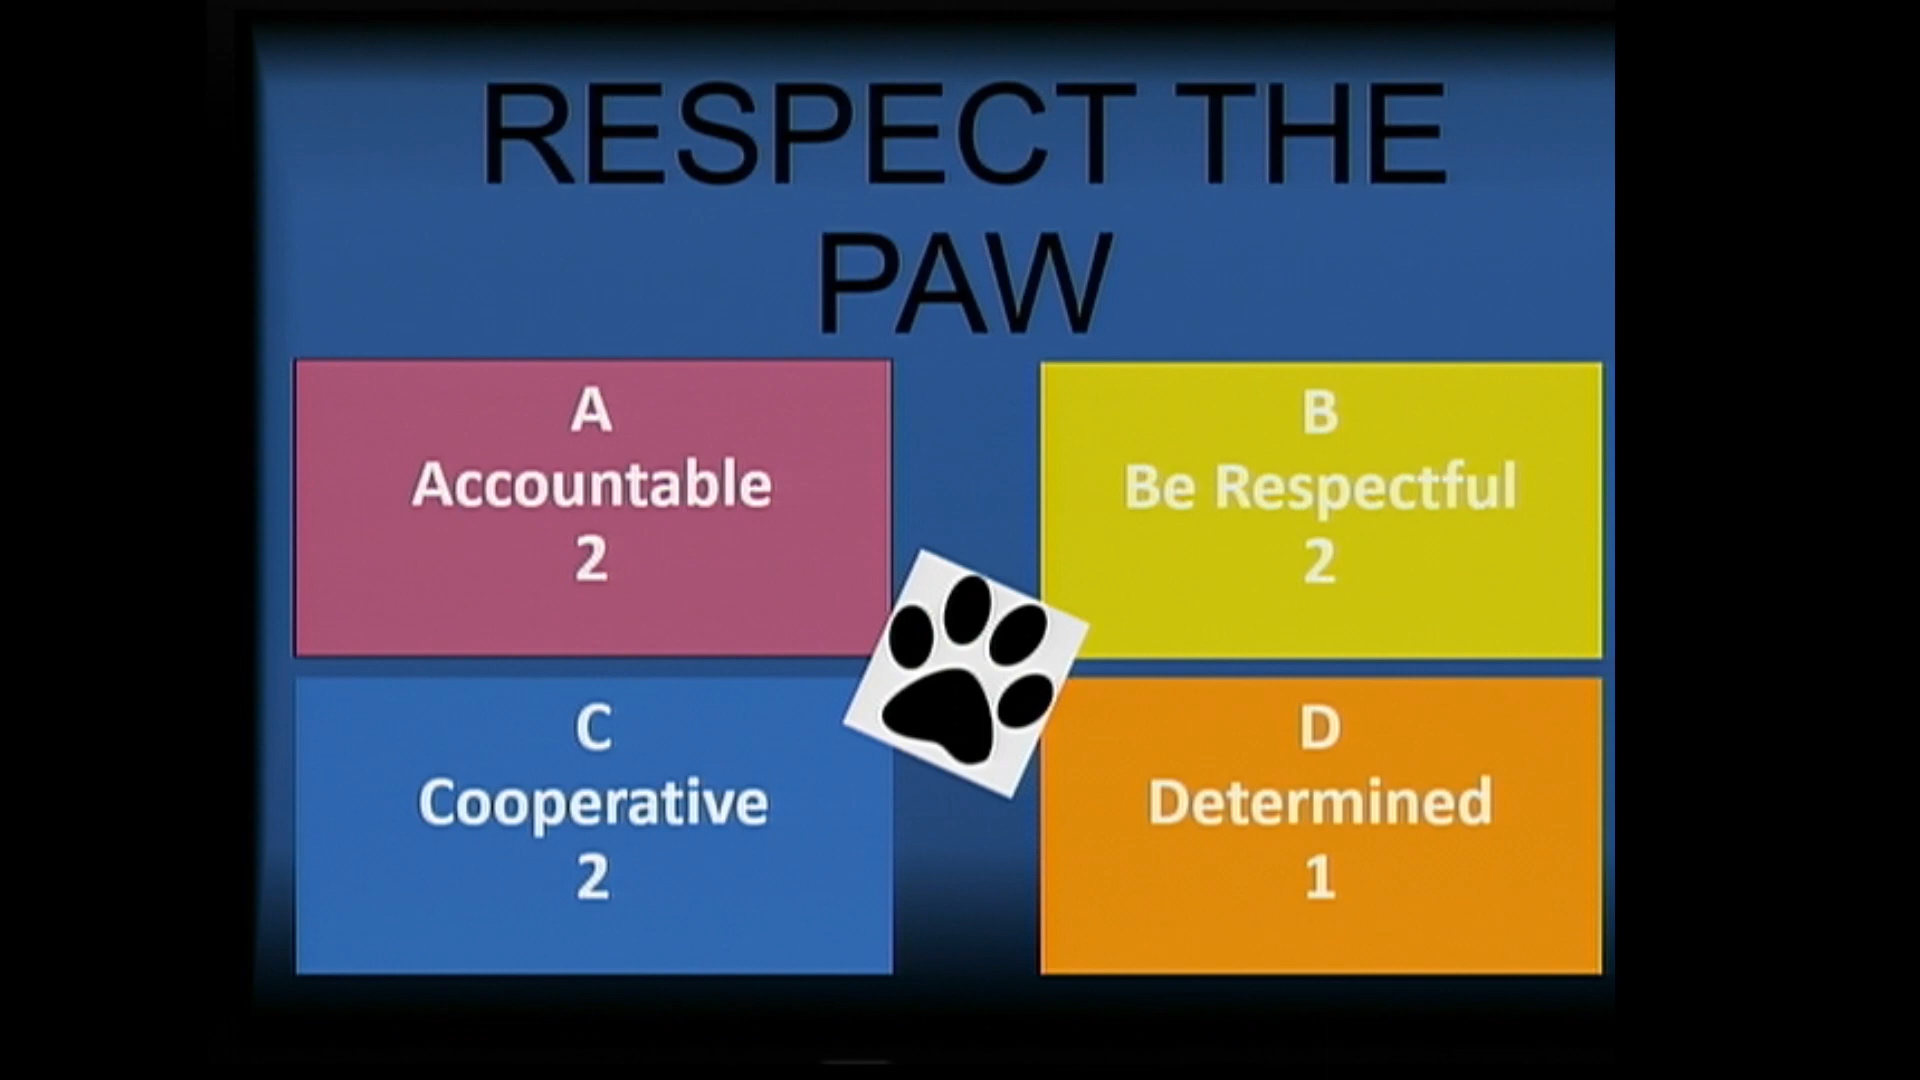 RESPECT THE
PAW
A
Accountable
2
B
Be Respectful
2
C
Cooperative
2
D
Determined
1